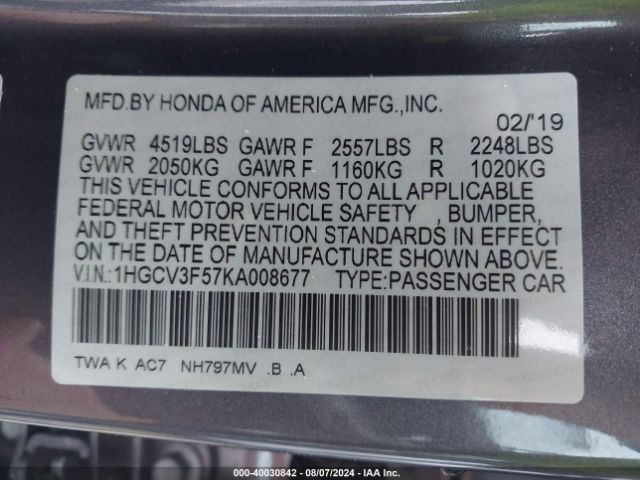 MFD.BY HONDA OF AMERICA MFG.,INC.
02/'19
GVWR 4519LBS GAWR F 2557LBS R 2248LBS
GVWR 2050KG GAWR F 1160KG R 1020KG
THIS VEHICLE CONFORMS TO ALL APPLICABLE
FEDERAL MOTOR VEHICLE SAFETY , BUMPER,
AND THEFT PREVENTION STANDARDS IN EFFECT
ON THE DATE OF MANUFACTURE SHOWN ABOVE.
V.I.N.:1HGCV3F57KA008677 TYPE:PASSENGER CAR
TWA K AC7 NH797MV .B .A
000-40030842 - 08/07/2024 - IAA Inc.